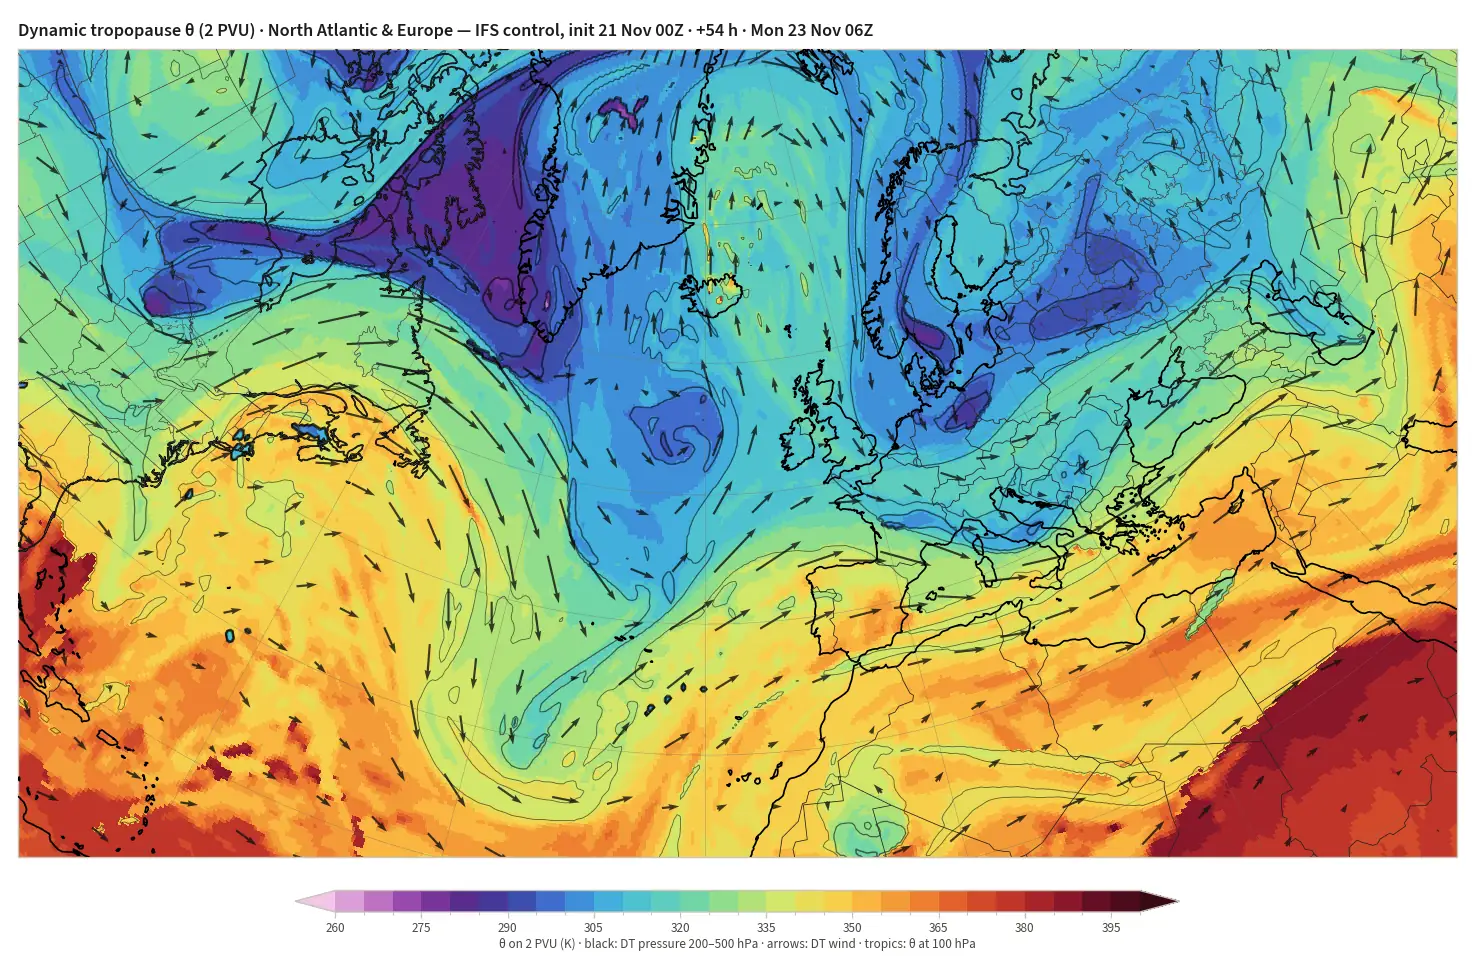 Dynamic tropopause θ (2 PVU) · North Atlantic & Europe — IFS control, init 21 Nov 00Z · +54 h · Mon 23 Nov 06Z
260 275 290 305 320 335 350 365 380 395
θ on 2 PVU (K) · black: DT pressure 200–500 hPa · arrows: DT wind · tropics: θ at 100 hPa